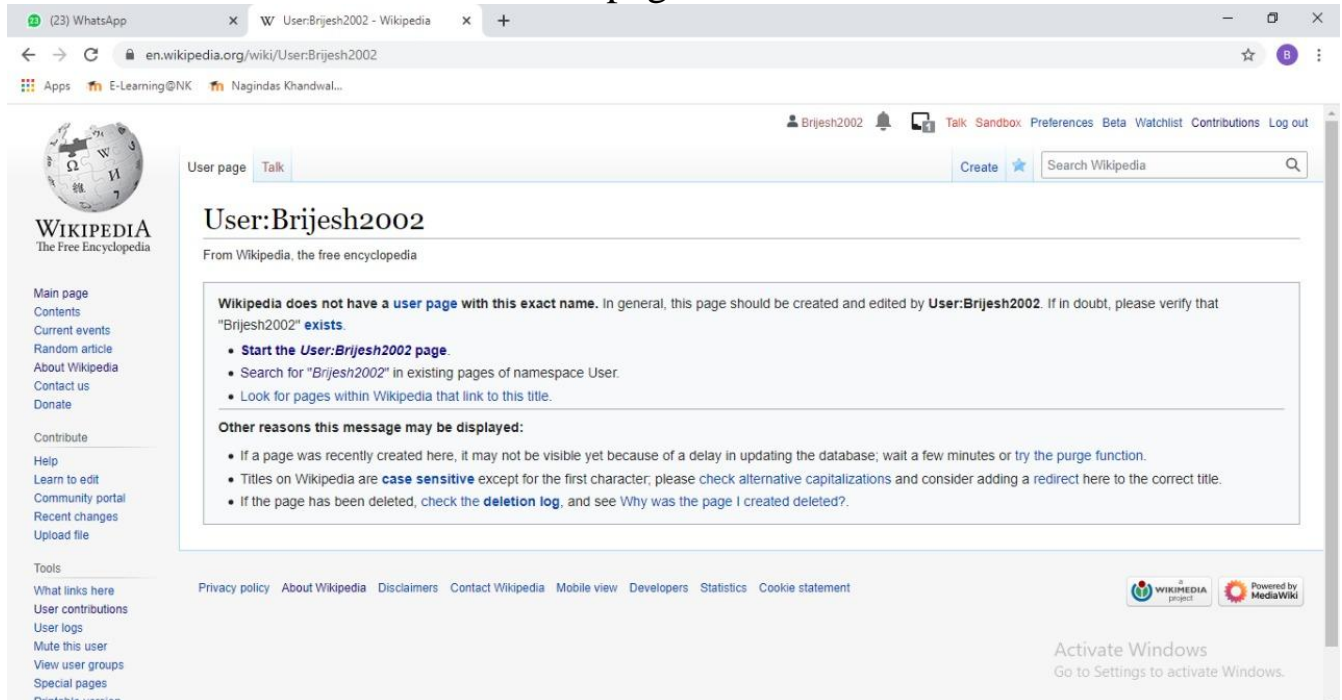 pag
(23) WhatsApp
User:Brijesh2002 - Wikipedia
en.wikipedia.org/wiki/User:Brijesh2002
B
Apps E-Learning@NK Nagindas Khandwal...
Brijesh2002 1 Talk Sandbox Preferences Beta Watchlist Contributions Log out
User page Talk Create Search Wikipedia
WIKIPEDIA
The Free Encyclopedia
User:Brijesh2002
From Wikipedia, the free encyclopedia
Wikipedia does not have a user page with this exact name. In general, this page should be created and edited by User:Brijesh2002. If in doubt, please verify that
"Brijesh2002" exists.
• Start the User:Brijesh2002 page.
• Search for "Brijesh2002" in existing pages of namespace User.
• Look for pages within Wikipedia that link to this title.
Other reasons this message may be displayed:
• If a page was recently created here, it may not be visible yet because of a delay in updating the database; wait a few minutes or try the purge function.
• Titles on Wikipedia are case sensitive except for the first character; please check alternative capitalizations and consider adding a redirect here to the correct title.
• If the page has been deleted, check the deletion log, and see Why was the page I created deleted?.
Main page
Contents
Current events
Random article
About Wikipedia
Contact us
Donate
Contribute
Help
Learn to edit
Community portal
Recent changes
Upload file
Tools
What links here
User contributions
User logs
Mute this user
View user groups
Special pages
Printable version
Privacy policy About Wikipedia Disclaimers Contact Wikipedia Mobile view Developers Statistics Cookie statement
a
WIKIMEDIA
project
Powered by
MediaWiki
Activate Windows
Go to Settings to activate Windows.